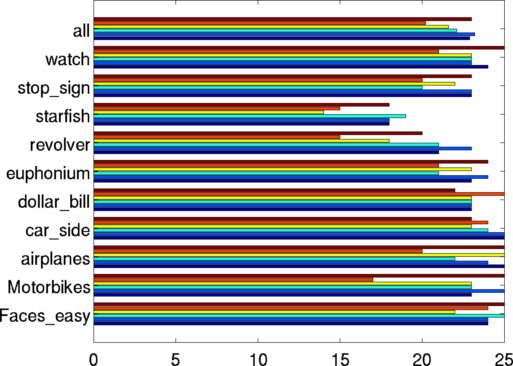 all
watch
stop_sign
starfish
revolver
euphonium
dollar_bill
car_side
airplanes
Motorbikes
Faces_easy
0 5 10 15 20 25